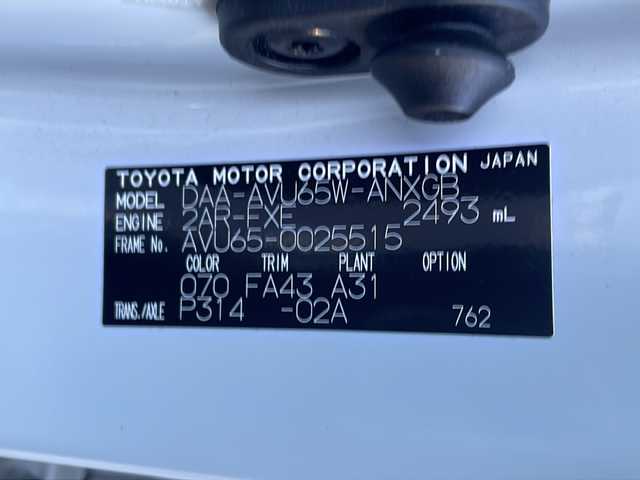 TOYOTA MOTOR CORPORATION JAPAN
MODEL DAA-AVU65W-ANXGB
ENGINE 2AR-FXE 2493 mL
FRAME No. AVU65-0025515
COLOR TRIM PLANT OPTION
070 FA43 A31
TRANS./AXLE P314 -02A 762